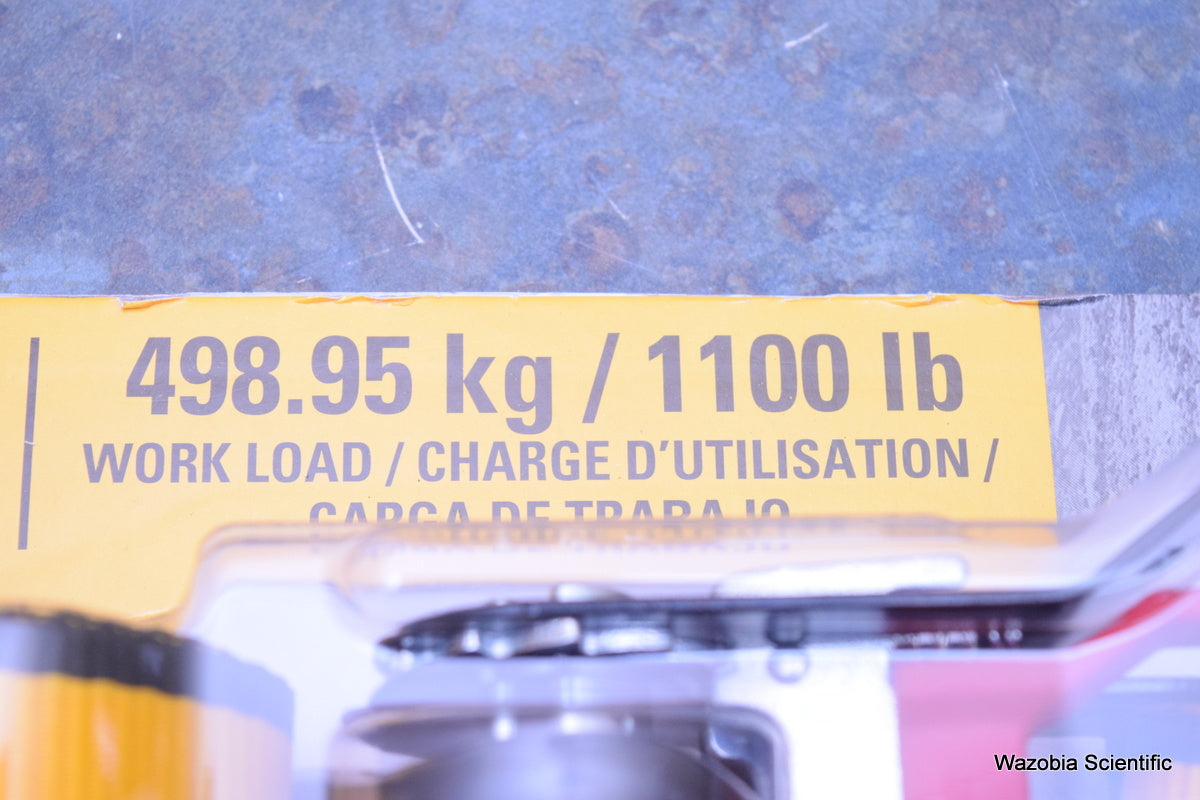 498.95 kg / 1100 lb
WORK LOAD / CHARGE D'UTILISATION /
CARGA DE TRABAJO
Wazobia Scientific